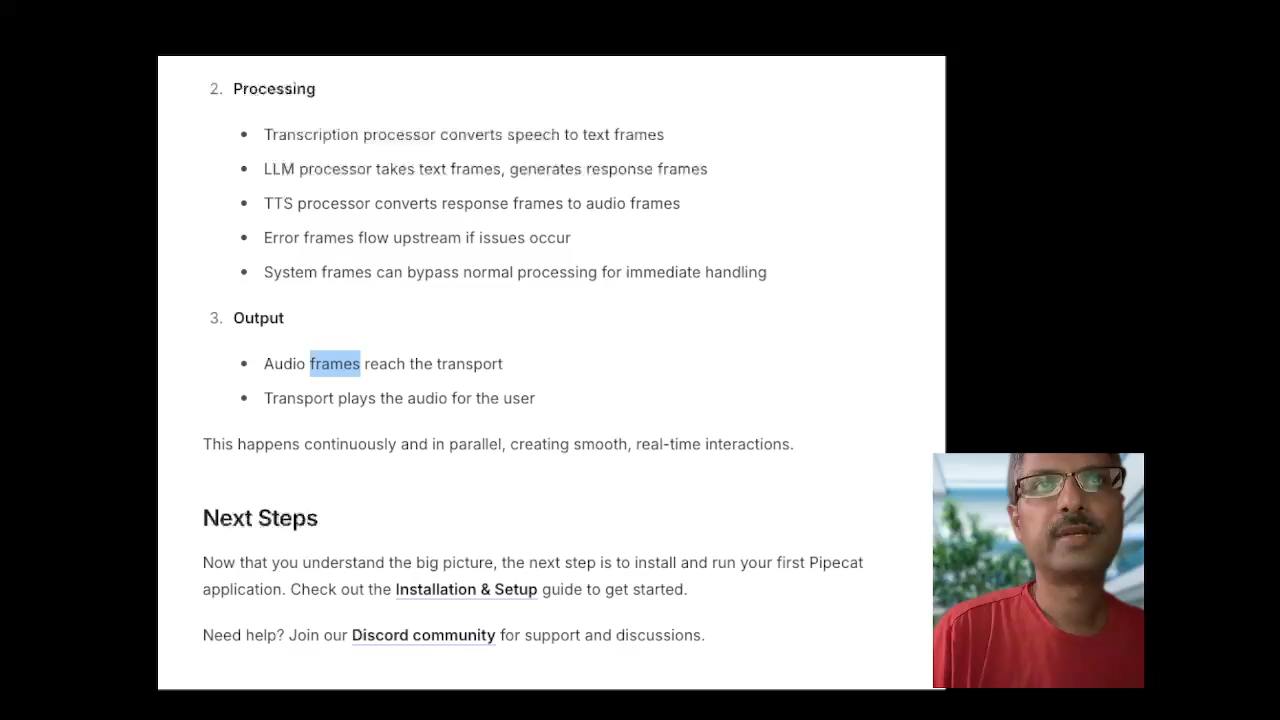 2. Processing
• Transcription processor converts speech to text frames
• LLM processor takes text frames, generates response frames
• TTS processor converts response frames to audio frames
• Error frames flow upstream if issues occur
• System frames can bypass normal processing for immediate handling
3. Output
• Audio frames reach the transport
• Transport plays the audio for the user
This happens continuously and in parallel, creating smooth, real-time interactions.
Next Steps
Now that you understand the big picture, the next step is to install and run your first Pipecat
application. Check out the Installation & Setup guide to get started.
Need help? Join our Discord community for support and discussions.